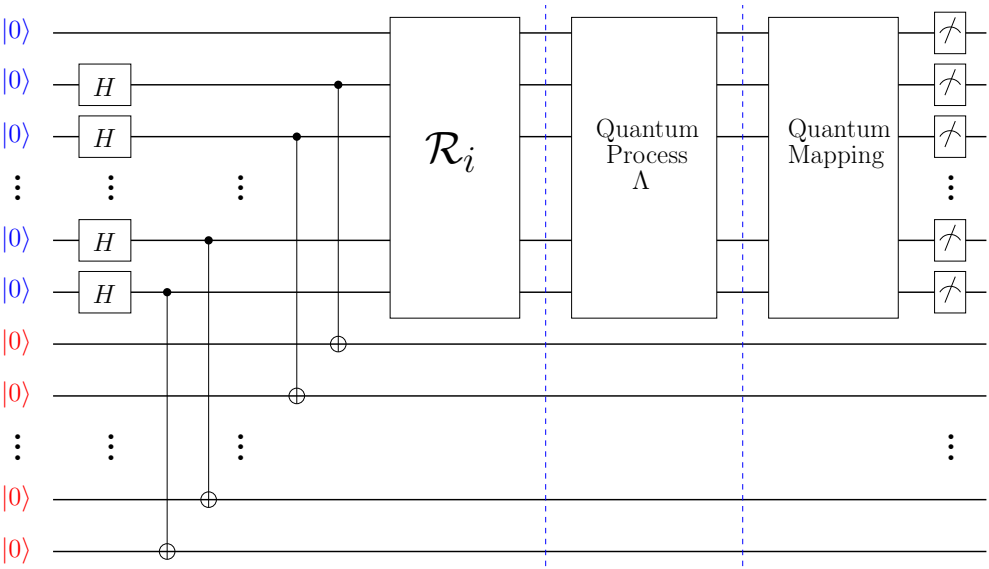 |0⟩
|0⟩ H
|0⟩ H
⋮ ⋮ ⋮ ⋮
|0⟩ H
|0⟩ H
ℛᵢ
Quantum
Process
Λ
Quantum
Mapping
|0⟩
|0⟩
⋮ ⋮ ⋮ ⋮
|0⟩
|0⟩